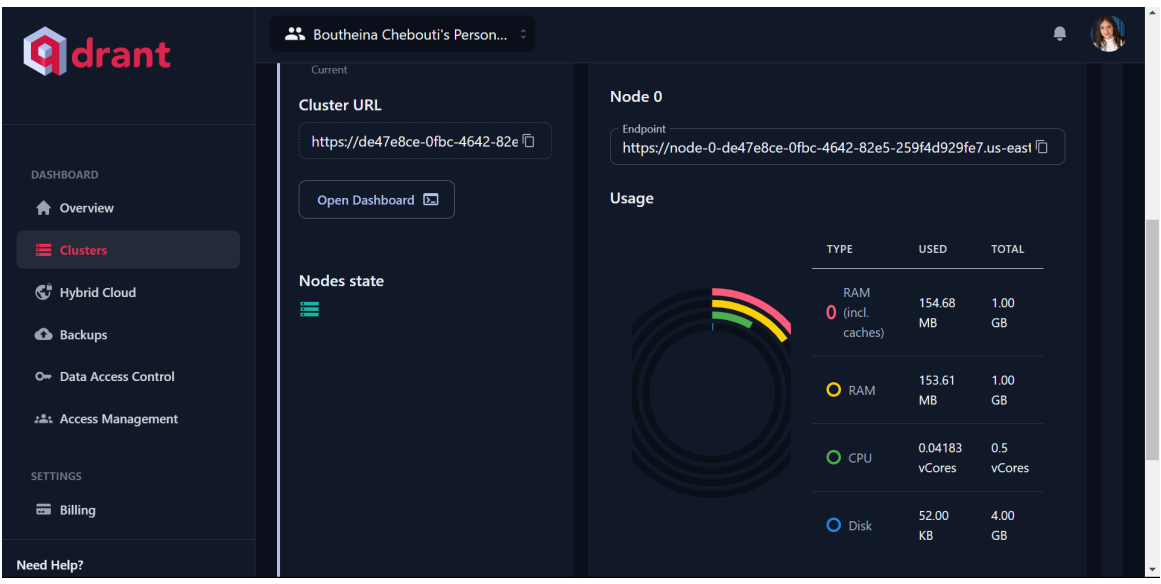 qdrant
Boutheina Chebouti's Person...
DASHBOARD
Overview
Clusters
Hybrid Cloud
Backups
Data Access Control
Access Management
SETTINGS
Billing
Need Help?
Current
Cluster URL
https://de47e8ce-0fbc-4642-82e
Open Dashboard
Nodes state
Node 0
Endpoint
https://node-0-de47e8ce-0fbc-4642-82e5-259f4d929fe7.us-east
Usage
TYPE USED TOTAL
RAM
(incl.
caches)
154.68
MB
1.00
GB
RAM
153.61
MB
1.00
GB
CPU
0.04183
vCores
0.5
vCores
Disk
52.00
KB
4.00
GB